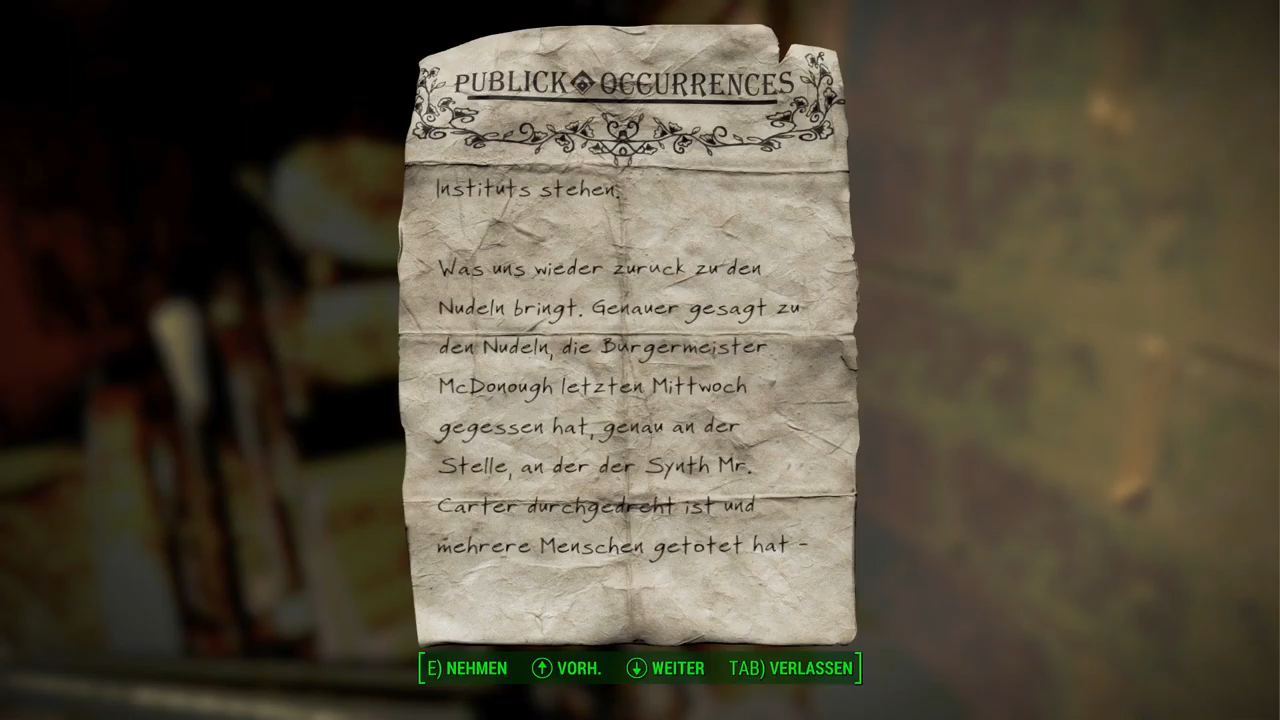 PUBLICK OCCURRENCES
Instituts stehen.
Was uns wieder zuruck zu den
Nudeln bringt. Genauer gesagt zu
den Nudeln, die Burgermeister
McDonough letzten Mittwoch
gegessen hat, genau an der
Stelle, an der der Synth Mr.
Carter durchgedreht ist und
mehrere Menschen getotet hat -
E) NEHMEN VORH. WEITER TAB) VERLASSEN